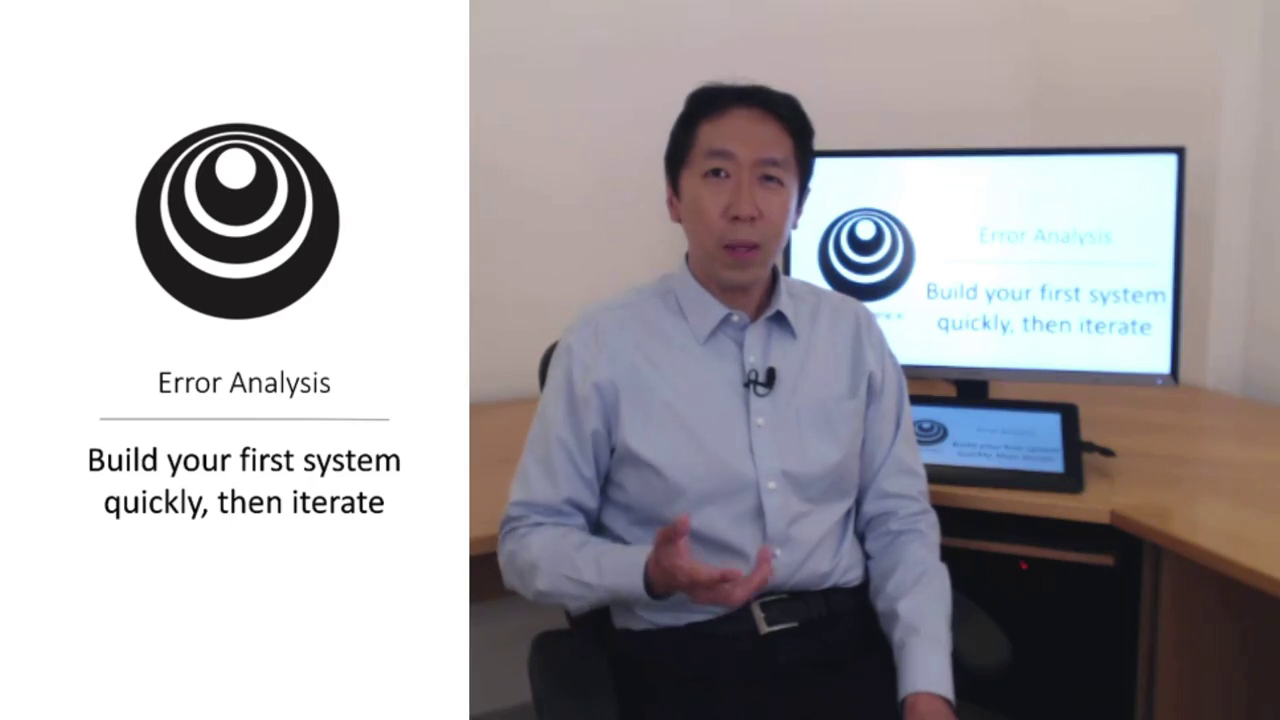 Error Analysis
Build your first system
quickly, then iterate
Error Analysis
Build your first system
quickly, then iterate